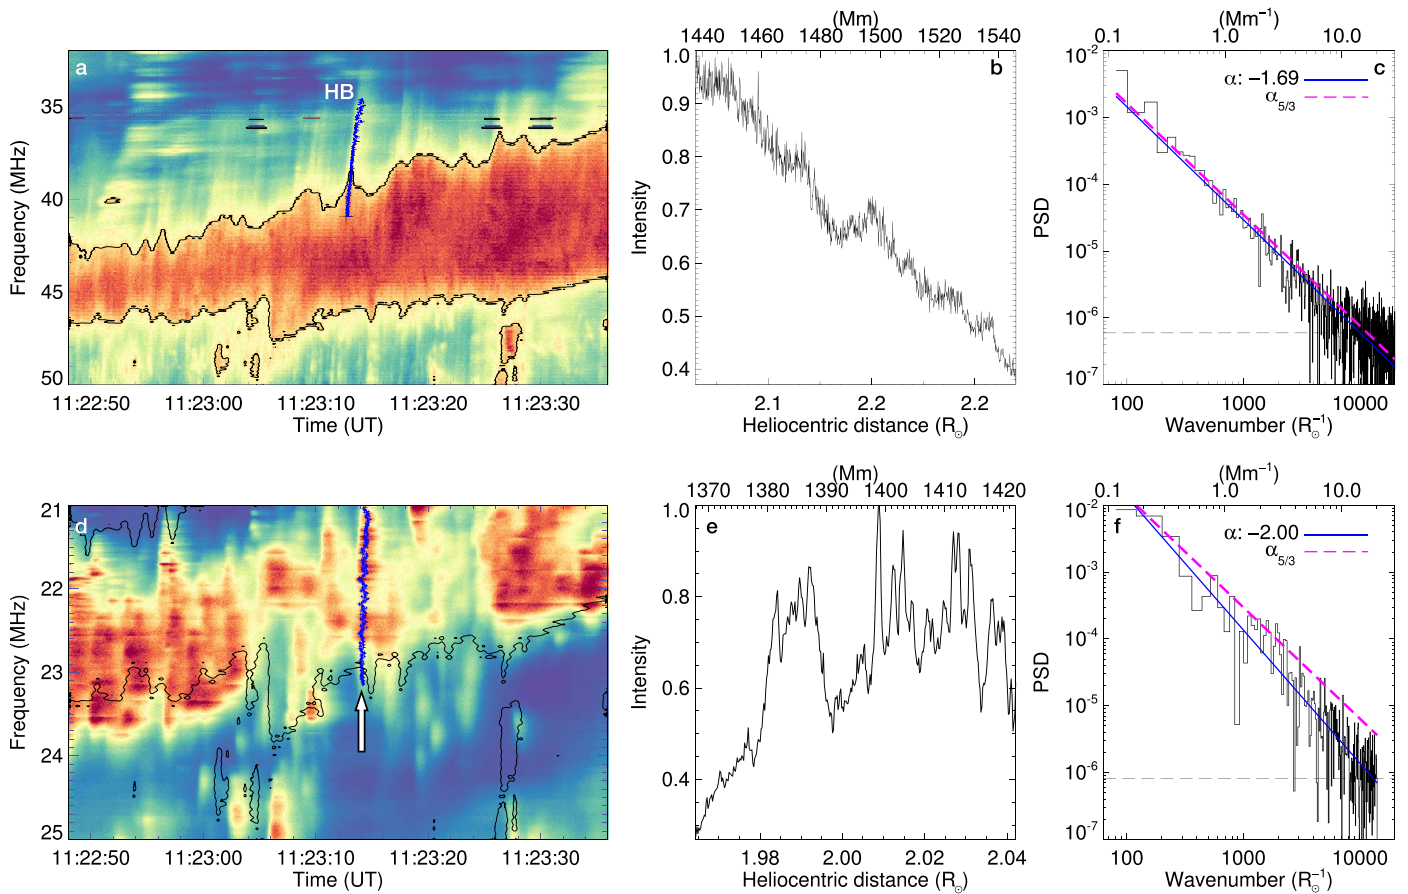 a
HB
35
40
45
50
Frequency (MHz)
11:22:50 11:23:00 11:23:10 11:23:20 11:23:30
Time (UT)
(Mm)
1440 1460 1480 1500 1520 1540
b
1.0
0.9
0.8
0.7
0.6
0.5
0.4
Intensity
2.1 2.2 2.2
Heliocentric distance (R☉)
(Mm⁻¹)
0.1 1.0 10.0
c
α: −1.69
α5/3
10⁻²
10⁻³
10⁻⁴
10⁻⁵
10⁻⁶
10⁻⁷
PSD
100 1000 10000
Wavenumber (R☉⁻¹)
d
21
22
23
24
25
Frequency (MHz)
11:22:50 11:23:00 11:23:10 11:23:20 11:23:30
Time (UT)
(Mm)
1370 1380 1390 1400 1410 1420
e
1.0
0.8
0.6
0.4
Intensity
1.98 2.00 2.02 2.04
Heliocentric distance (R☉)
(Mm⁻¹)
0.1 1.0 10.0
f
α: −2.00
α5/3
10⁻²
10⁻³
10⁻⁴
10⁻⁵
10⁻⁶
10⁻⁷
PSD
100 1000 10000
Wavenumber (R☉⁻¹)